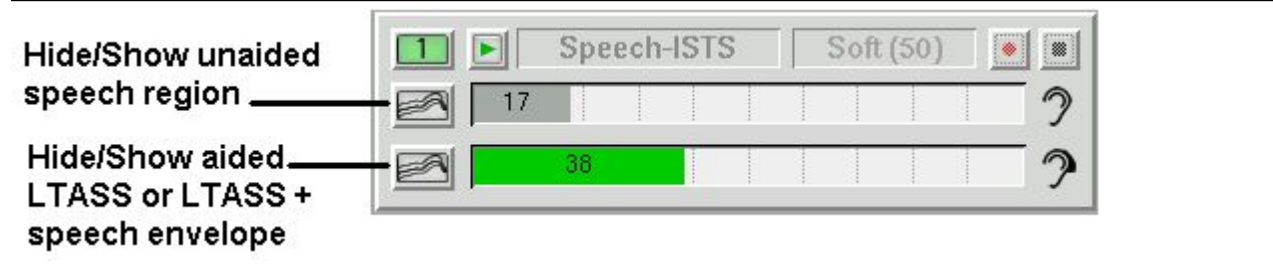 Hide/Show unaided
speech region
Hide/Show aided
LTASS or LTASS +
speech envelope
1 Speech-ISTS Soft (50)
17
38